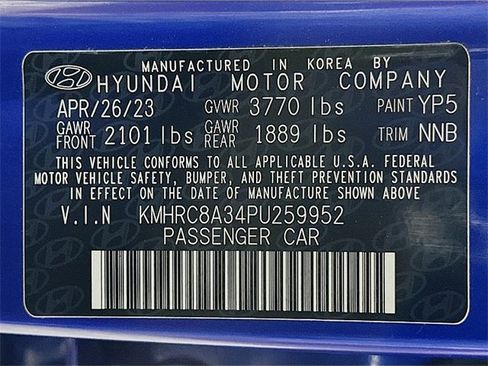 MANUFACTURED IN KOREA BY
HYUNDAI MOTOR COMPANY
APR/26/23 GVWR 3770 lbs PAINT YP5
GAWR FRONT 2101 lbs GAWR REAR 1889 lbs TRIM NNB
THIS VEHICLE CONFORMS TO ALL APPLICABLE U.S.A. FEDERAL
MOTOR VEHICLE SAFETY, BUMPER, AND THEFT PREVENTION STANDARDS
IN EFFECT ON THE DATE OF MANUFACTURE SHOWN ABOVE.
V.I.N KMHRC8A34PU259952
PASSENGER CAR